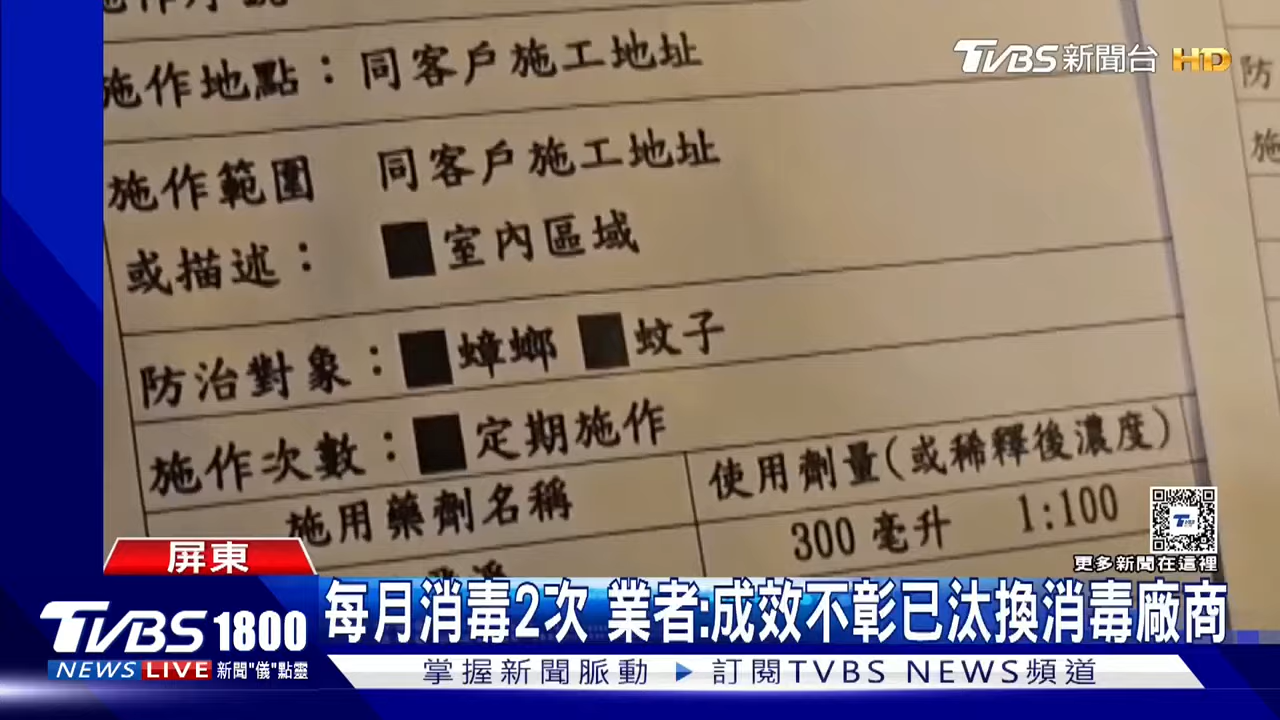 施作地點：同客戶施工地址
TVBS新聞台 HD
防
施作範圍 同客戶施工地址
施
或描述： ■室內區域
防治對象：■蟑螂 ■蚊子
施作次數：■定期施作
施用藥劑名稱 使用劑量(或稀釋後濃度)
300 毫升 1:100
更多新聞在這裡
屏東
每月消毒2次 業者:成效不彰已汰換消毒廠商
TVBS 1800
NEWS LIVE 新聞"儀"點靈
掌握新聞脈動 ▶ 訂閱TVBS NEWS頻道